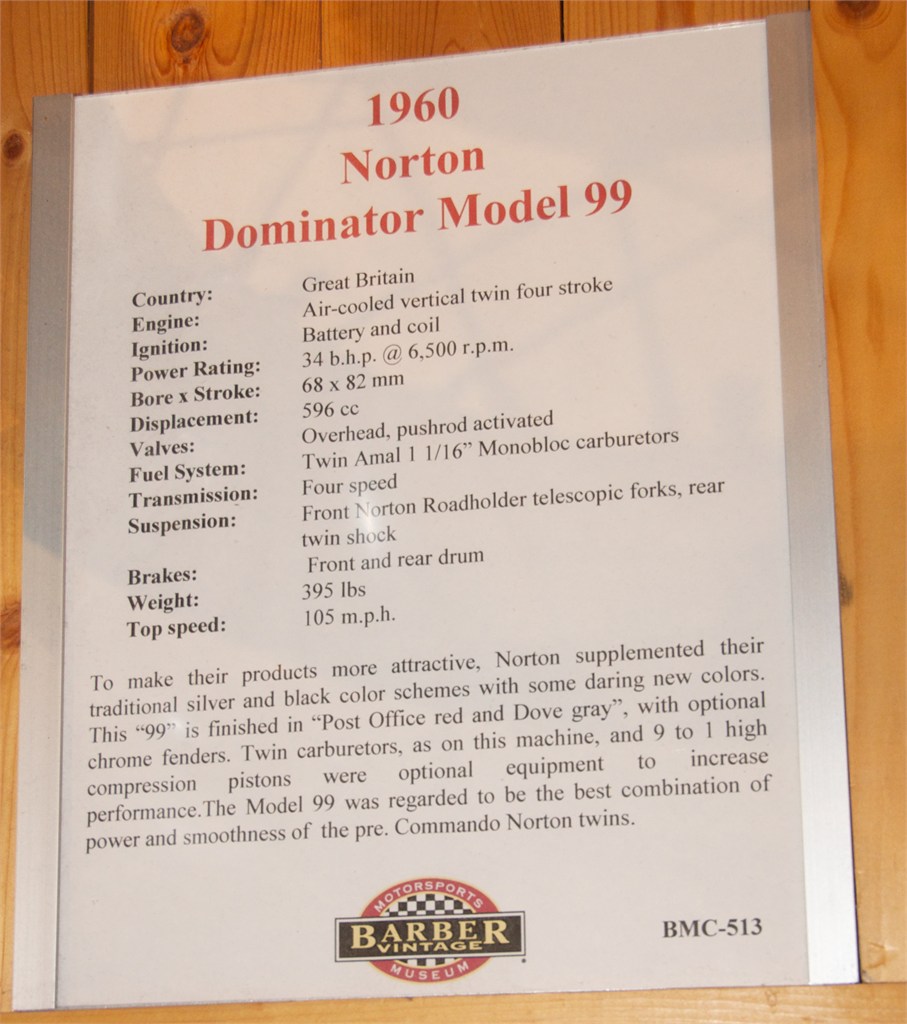 1960
Norton
Dominator Model 99
Country: Great Britain
Engine: Air-cooled vertical twin four stroke
Ignition: Battery and coil
Power Rating: 34 b.h.p. @ 6,500 r.p.m.
Bore x Stroke: 68 x 82 mm
Displacement: 596 cc
Valves: Overhead, pushrod activated
Fuel System: Twin Amal 1 1/16” Monobloc carburetors
Transmission: Four speed
Suspension: Front Norton Roadholder telescopic forks, rear
twin shock
Brakes: Front and rear drum
Weight: 395 lbs
Top speed: 105 m.p.h.
To make their products more attractive, Norton supplemented their
traditional silver and black color schemes with some daring new colors.
This “99” is finished in “Post Office red and Dove gray”, with optional
chrome fenders. Twin carburetors, as on this machine, and 9 to 1 high
compression pistons were optional equipment to increase
performance.The Model 99 was regarded to be the best combination of
power and smoothness of the pre. Commando Norton twins.
MOTORSPORTS
BARBER
VINTAGE
MUSEUM
BMC-513